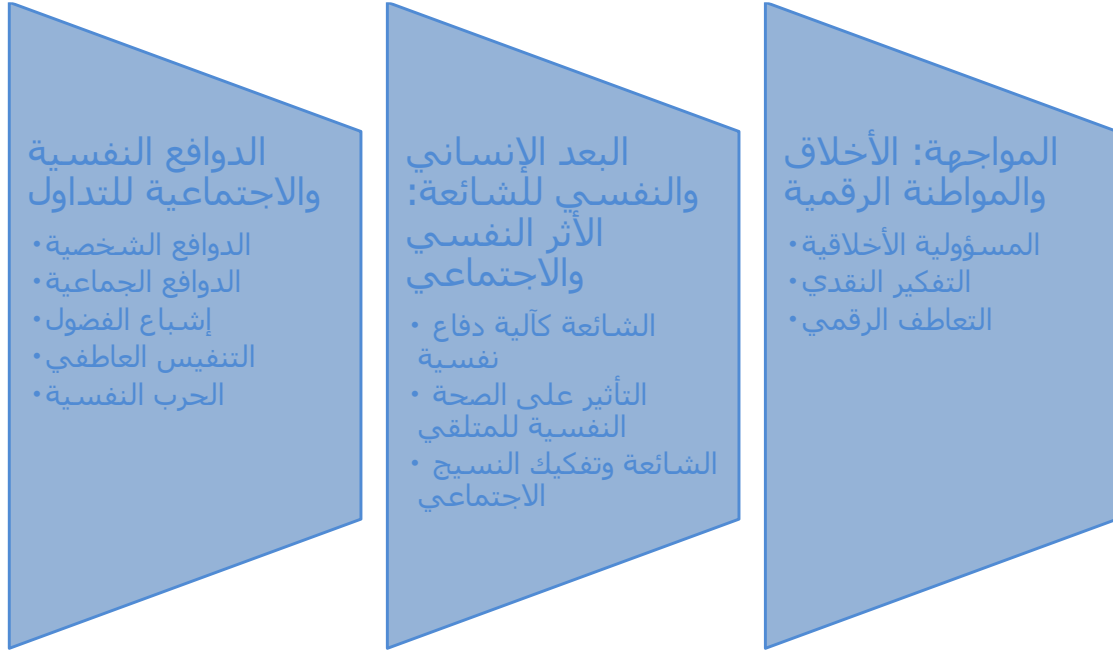 الدوافع النفسية
والاجتماعية للتداول
•الدوافع الشخصية
•الدوافع الجماعية
•إشباع الفضول
•التنفيس العاطفي
•الحرب النفسية
البعد الإنساني
والنفسي للشائعة:
الأثر النفسي
والاجتماعي
• الشائعة كآلية دفاع
نفسية
• التأثير على الصحة
النفسية للمتلقي
• الشائعة وتفكيك النسيج
الاجتماعي
المواجهة: الأخلاق
والمواطنة الرقمية
•المسؤولية الأخلاقية
•التفكير النقدي
•التعاطف الرقمي